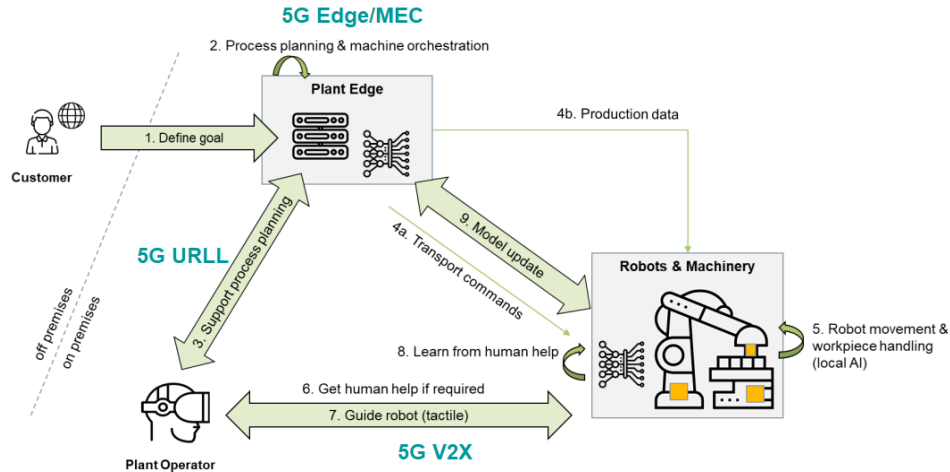 5G Edge/MEC
2. Process planning & machine orchestration
Plant Edge
4b. Production data
1. Define goal
Customer
5G URLL
3. Support process planning
9. Model update
4a. Transport commands
Robots & Machinery
off premises
on premises
8. Learn from human help
5. Robot movement &
workpiece handling
(local AI)
6. Get human help if required
7. Guide robot (tactile)
5G V2X
Plant Operator